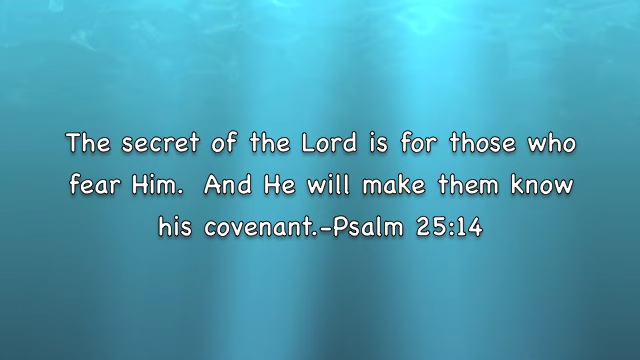 The secret of the Lord is for those who
fear Him.  And He will make them know
his covenant.-Psalm 25:14